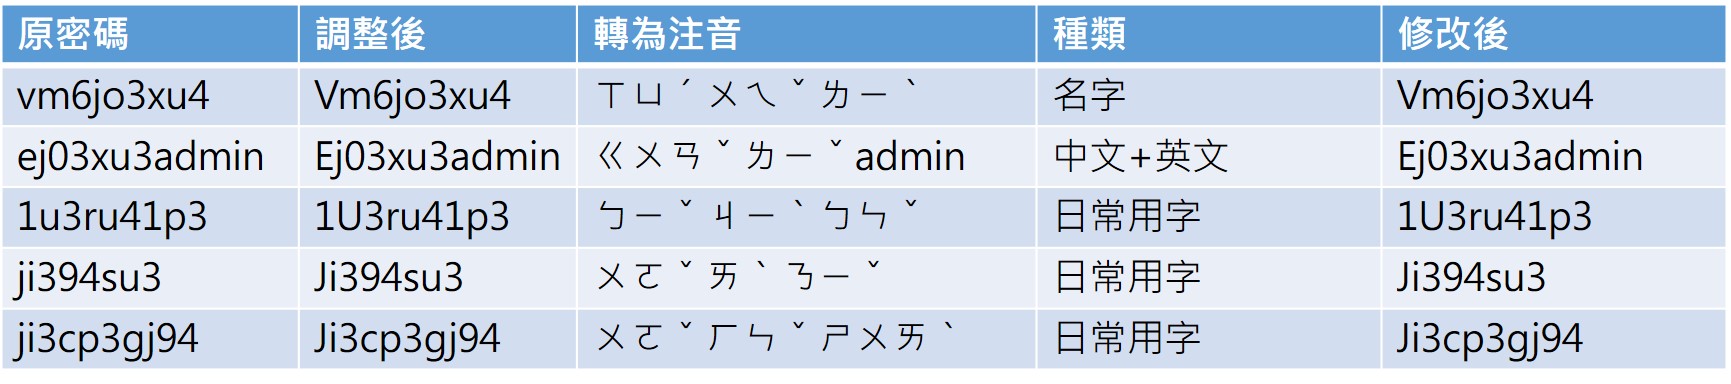 原密碼 調整後 轉為注音 種類 修改後
vm6jo3xu4 Vm6jo3xu4 ㄒㄩˊㄨㄟˇㄌㄧˋ 名字 Vm6jo3xu4
ej03xu3admin Ej03xu3admin ㄍㄨㄢˇㄌㄧˇadmin 中文+英文 Ej03xu3admin
1u3ru41p3 1U3ru41p3 ㄅㄧˇㄐㄧˋㄅㄣˇ 日常用字 1U3ru41p3
ji394su3 Ji394su3 ㄨㄛˇㄞˋㄋㄧˇ 日常用字 Ji394su3
ji3cp3gj94 Ji3cp3gj94 ㄨㄛˇㄏㄣˇㄕㄨㄞˋ 日常用字 Ji3cp3gj94